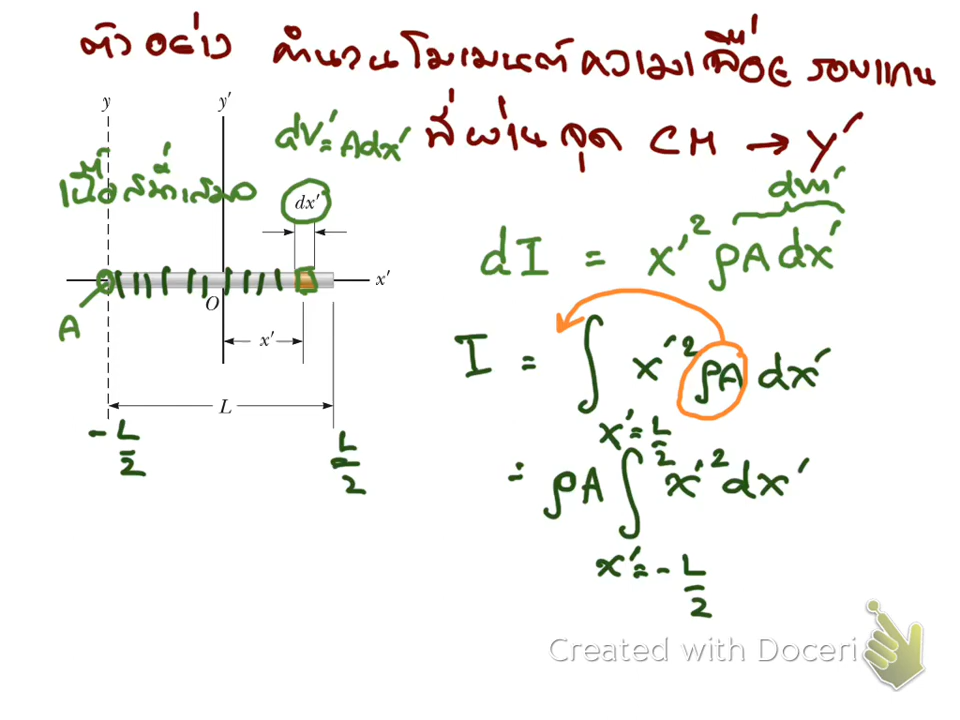 ตัวอย่าง คำนวนโมเมนต์ความเฉื่อย รอบแกน
ที่ผ่านจุด CM → y'
y
y'
dV' = Adx'
เนื้อสม่ำเสมอ
dx'
dm'
dI = x'² ρA dx'
x'
O
A
x'
I = ∫ x'² ρA dx'
L
-L/2
L/2
x' = L/2
= ρA ∫ x'² dx'
x' = -L/2
Created with Doceri